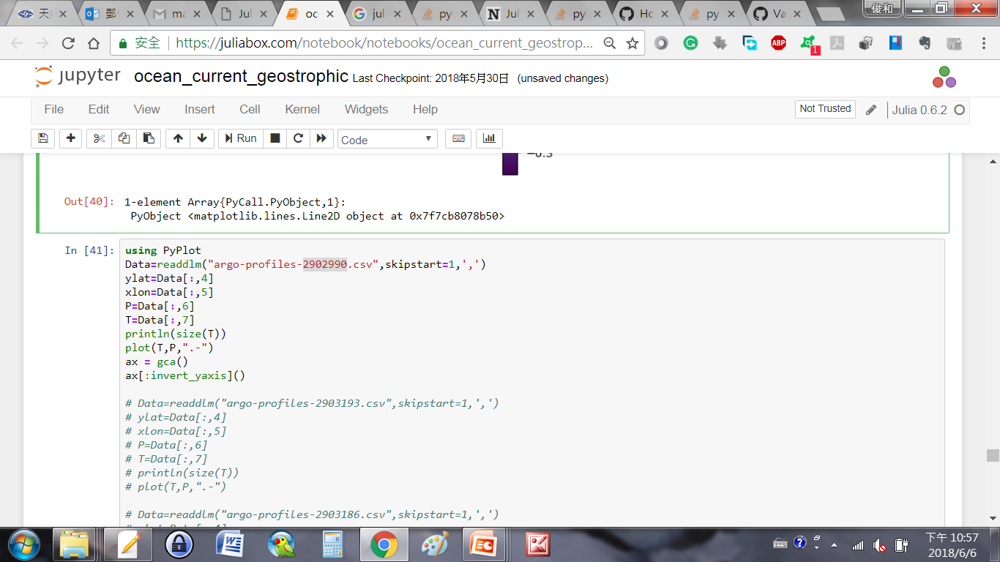 俊和
天
郵
ma
Jul
oc
jul
py
Jul
py
Ho
py
Va
安全 https://juliabox.com/notebook/notebooks/ocean_current_geostrop...
ABP
1
jupyter ocean_current_geostrophic Last Checkpoint: 2018年5月30日 (unsaved changes)
File Edit View Insert Cell Kernel Widgets Help Not Trusted Julia 0.6.2
Run Code
−0.3
Out[40]: 1-element Array{PyCall.PyObject,1}:
PyObject <matplotlib.lines.Line2D object at 0x7f7cb8078b50>
In [41]: using PyPlot
Data=readdlm("argo-profiles-2902990.csv",skipstart=1,',')
ylat=Data[:,4]
xlon=Data[:,5]
P=Data[:,6]
T=Data[:,7]
println(size(T))
plot(T,P,".-")
ax = gca()
ax[:invert_yaxis]()
# Data=readdlm("argo-profiles-2903193.csv",skipstart=1,',')
# ylat=Data[:,4]
# xlon=Data[:,5]
# P=Data[:,6]
# T=Data[:,7]
# println(size(T))
# plot(T,P,".-")
# Data=readdlm("argo-profiles-2903186.csv",skipstart=1,',')
# ylat=Data[:,4]
下午 10:57
2018/6/6